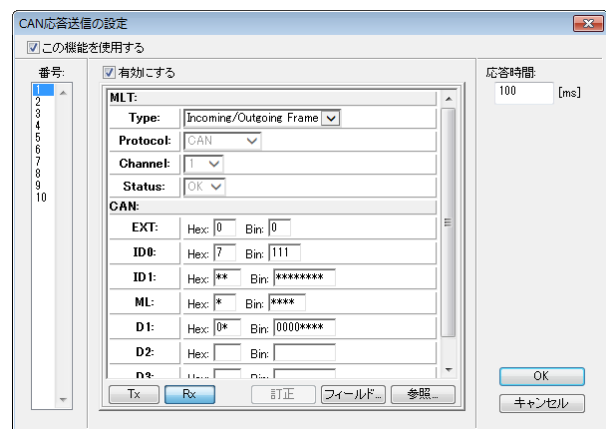 CAN応答送信の設定
この機能を使用する
番号:
1
2
3
4
5
6
7
8
9
10
有効にする
MLT:
Type: Incoming/Outgoing Frame
Protocol: CAN
Channel: 1
Status: OK
CAN:
EXT: Hex: 0 Bin: 0
ID0: Hex: 7 Bin: 111
ID1: Hex: ** Bin: ********
ML: Hex: * Bin: ****
D1: Hex: 0* Bin: 0000****
D2: Hex: Bin:
D3: Hex: Bin:
Tx Rx 訂正 フィールド... 参照...
応答時間:
100 [ms]
OK
キャンセル